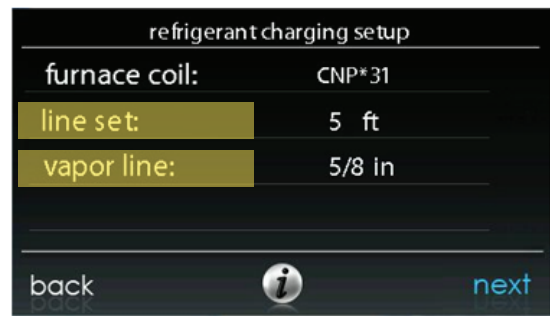 refrigerant charging setup
furnace coil: CNP*31
line set: 5 ft
vapor line: 5/8 in
back i next